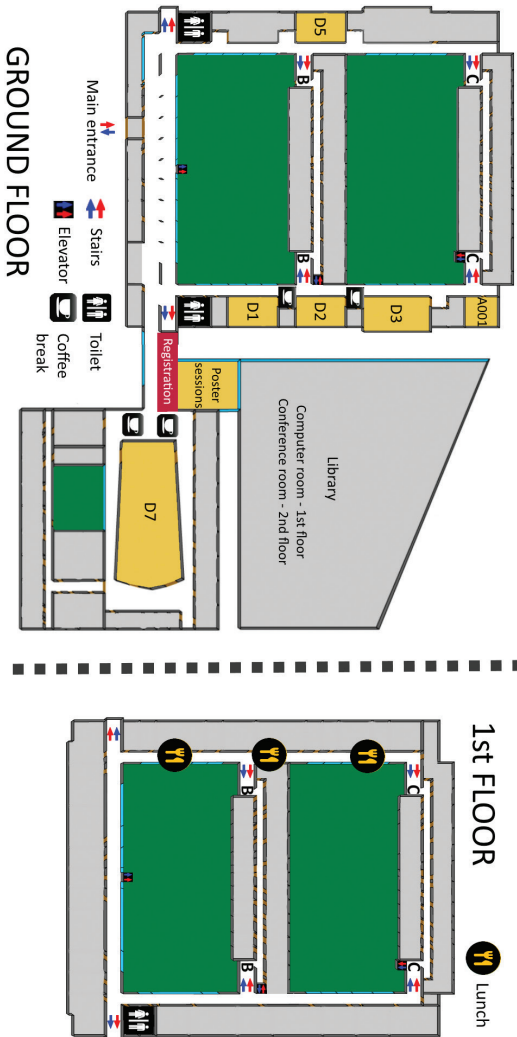 GROUND FLOOR
Main entrance
Stairs
Elevator
Toilet
Coffee
break
D5
B
C
B
C
D1
D2
D3
A001
Registration
Poster
sessions
Library
Computer room - 1st floor
Conference room - 2nd floor
D7
1st FLOOR
Lunch
B
C
B
C